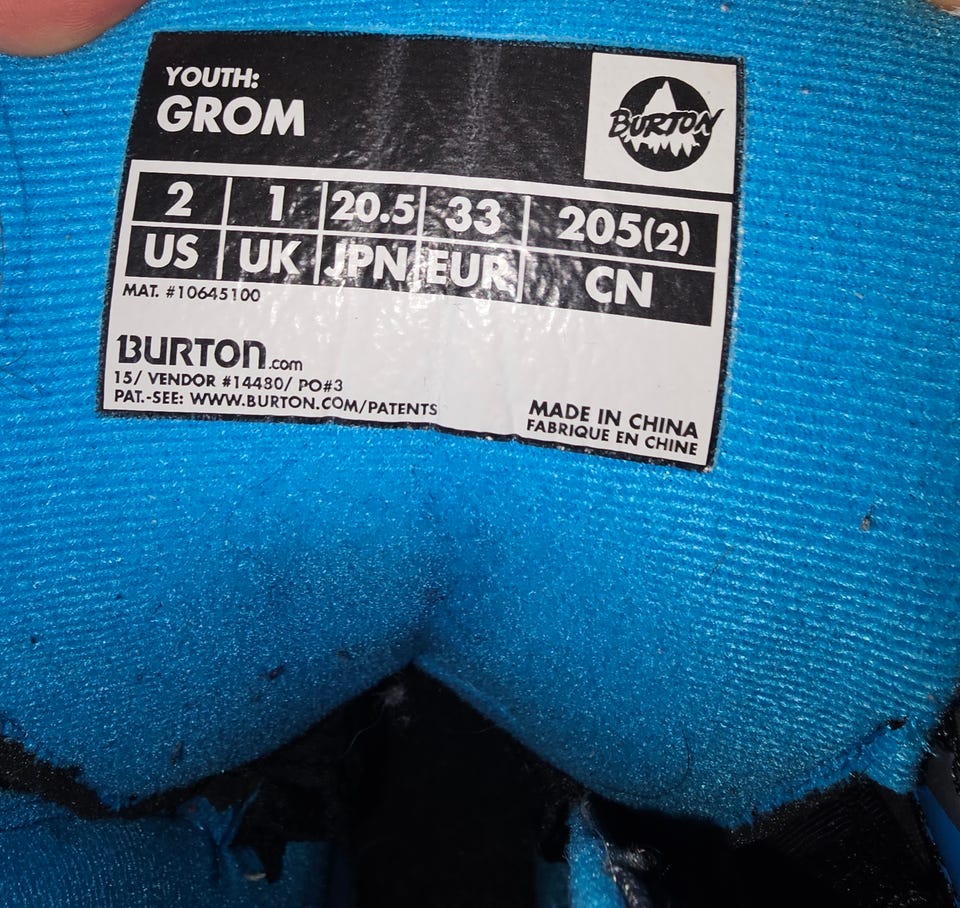 YOUTH:
GROM
BURTON
2 1 20.5 33 205(2)
US UK JPN EUR CN
MAT. #10645100
BURTON.com
15/ VENDOR #14480/ PO#3
PAT.-SEE: WWW.BURTON.COM/PATENTS
MADE IN CHINA
FABRIQUE EN CHINE